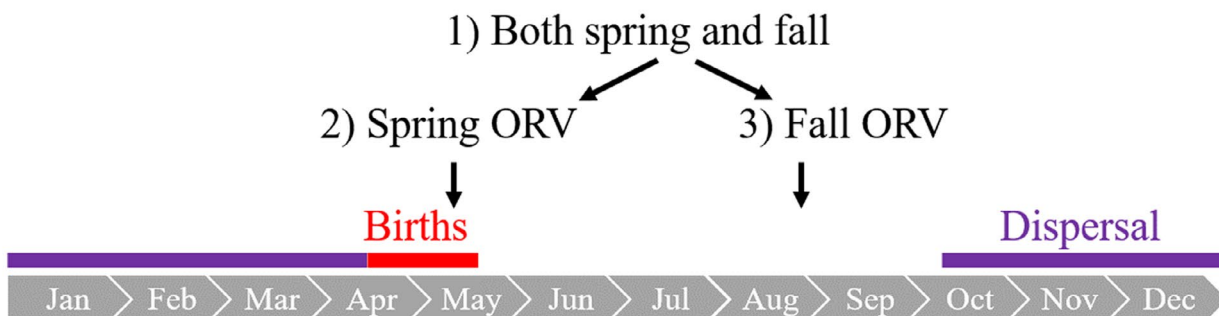 1) Both spring and fall
2) Spring ORV 3) Fall ORV
Births Dispersal
Jan Feb Mar Apr May Jun Jul Aug Sep Oct Nov Dec